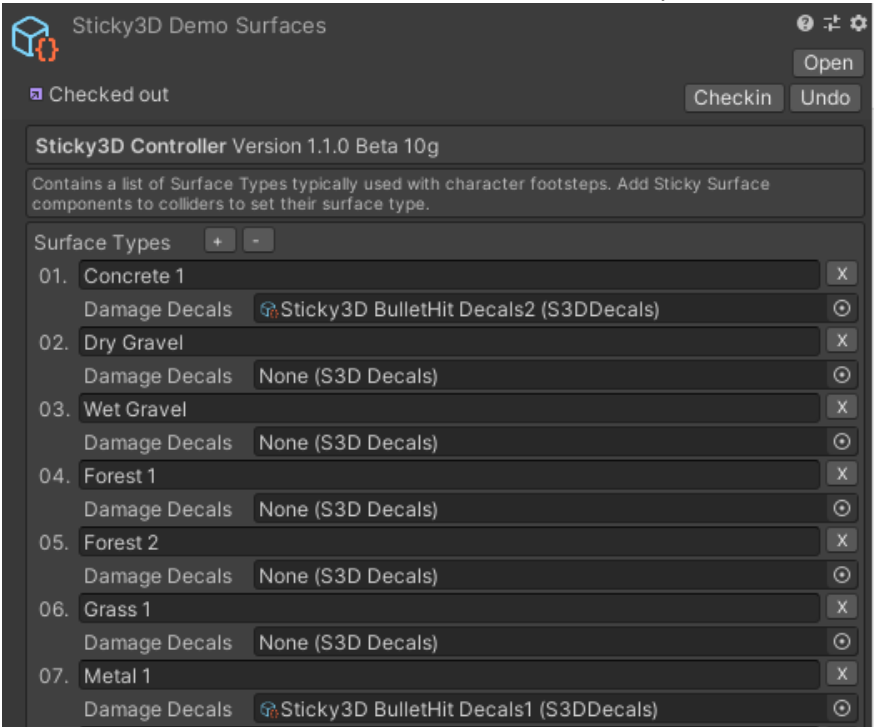 Sticky3D Demo Surfaces
Open
Checked out
Checkin Undo
Sticky3D Controller Version 1.1.0 Beta 10g
Contains a list of Surface Types typically used with character footsteps. Add Sticky Surface
components to colliders to set their surface type.
Surface Types + -
01. Concrete 1 X
Damage Decals Sticky3D BulletHit Decals2 (S3DDecals)
02. Dry Gravel X
Damage Decals None (S3D Decals)
03. Wet Gravel X
Damage Decals None (S3D Decals)
04. Forest 1 X
Damage Decals None (S3D Decals)
05. Forest 2 X
Damage Decals None (S3D Decals)
06. Grass 1 X
Damage Decals None (S3D Decals)
07. Metal 1 X
Damage Decals Sticky3D BulletHit Decals1 (S3DDecals)